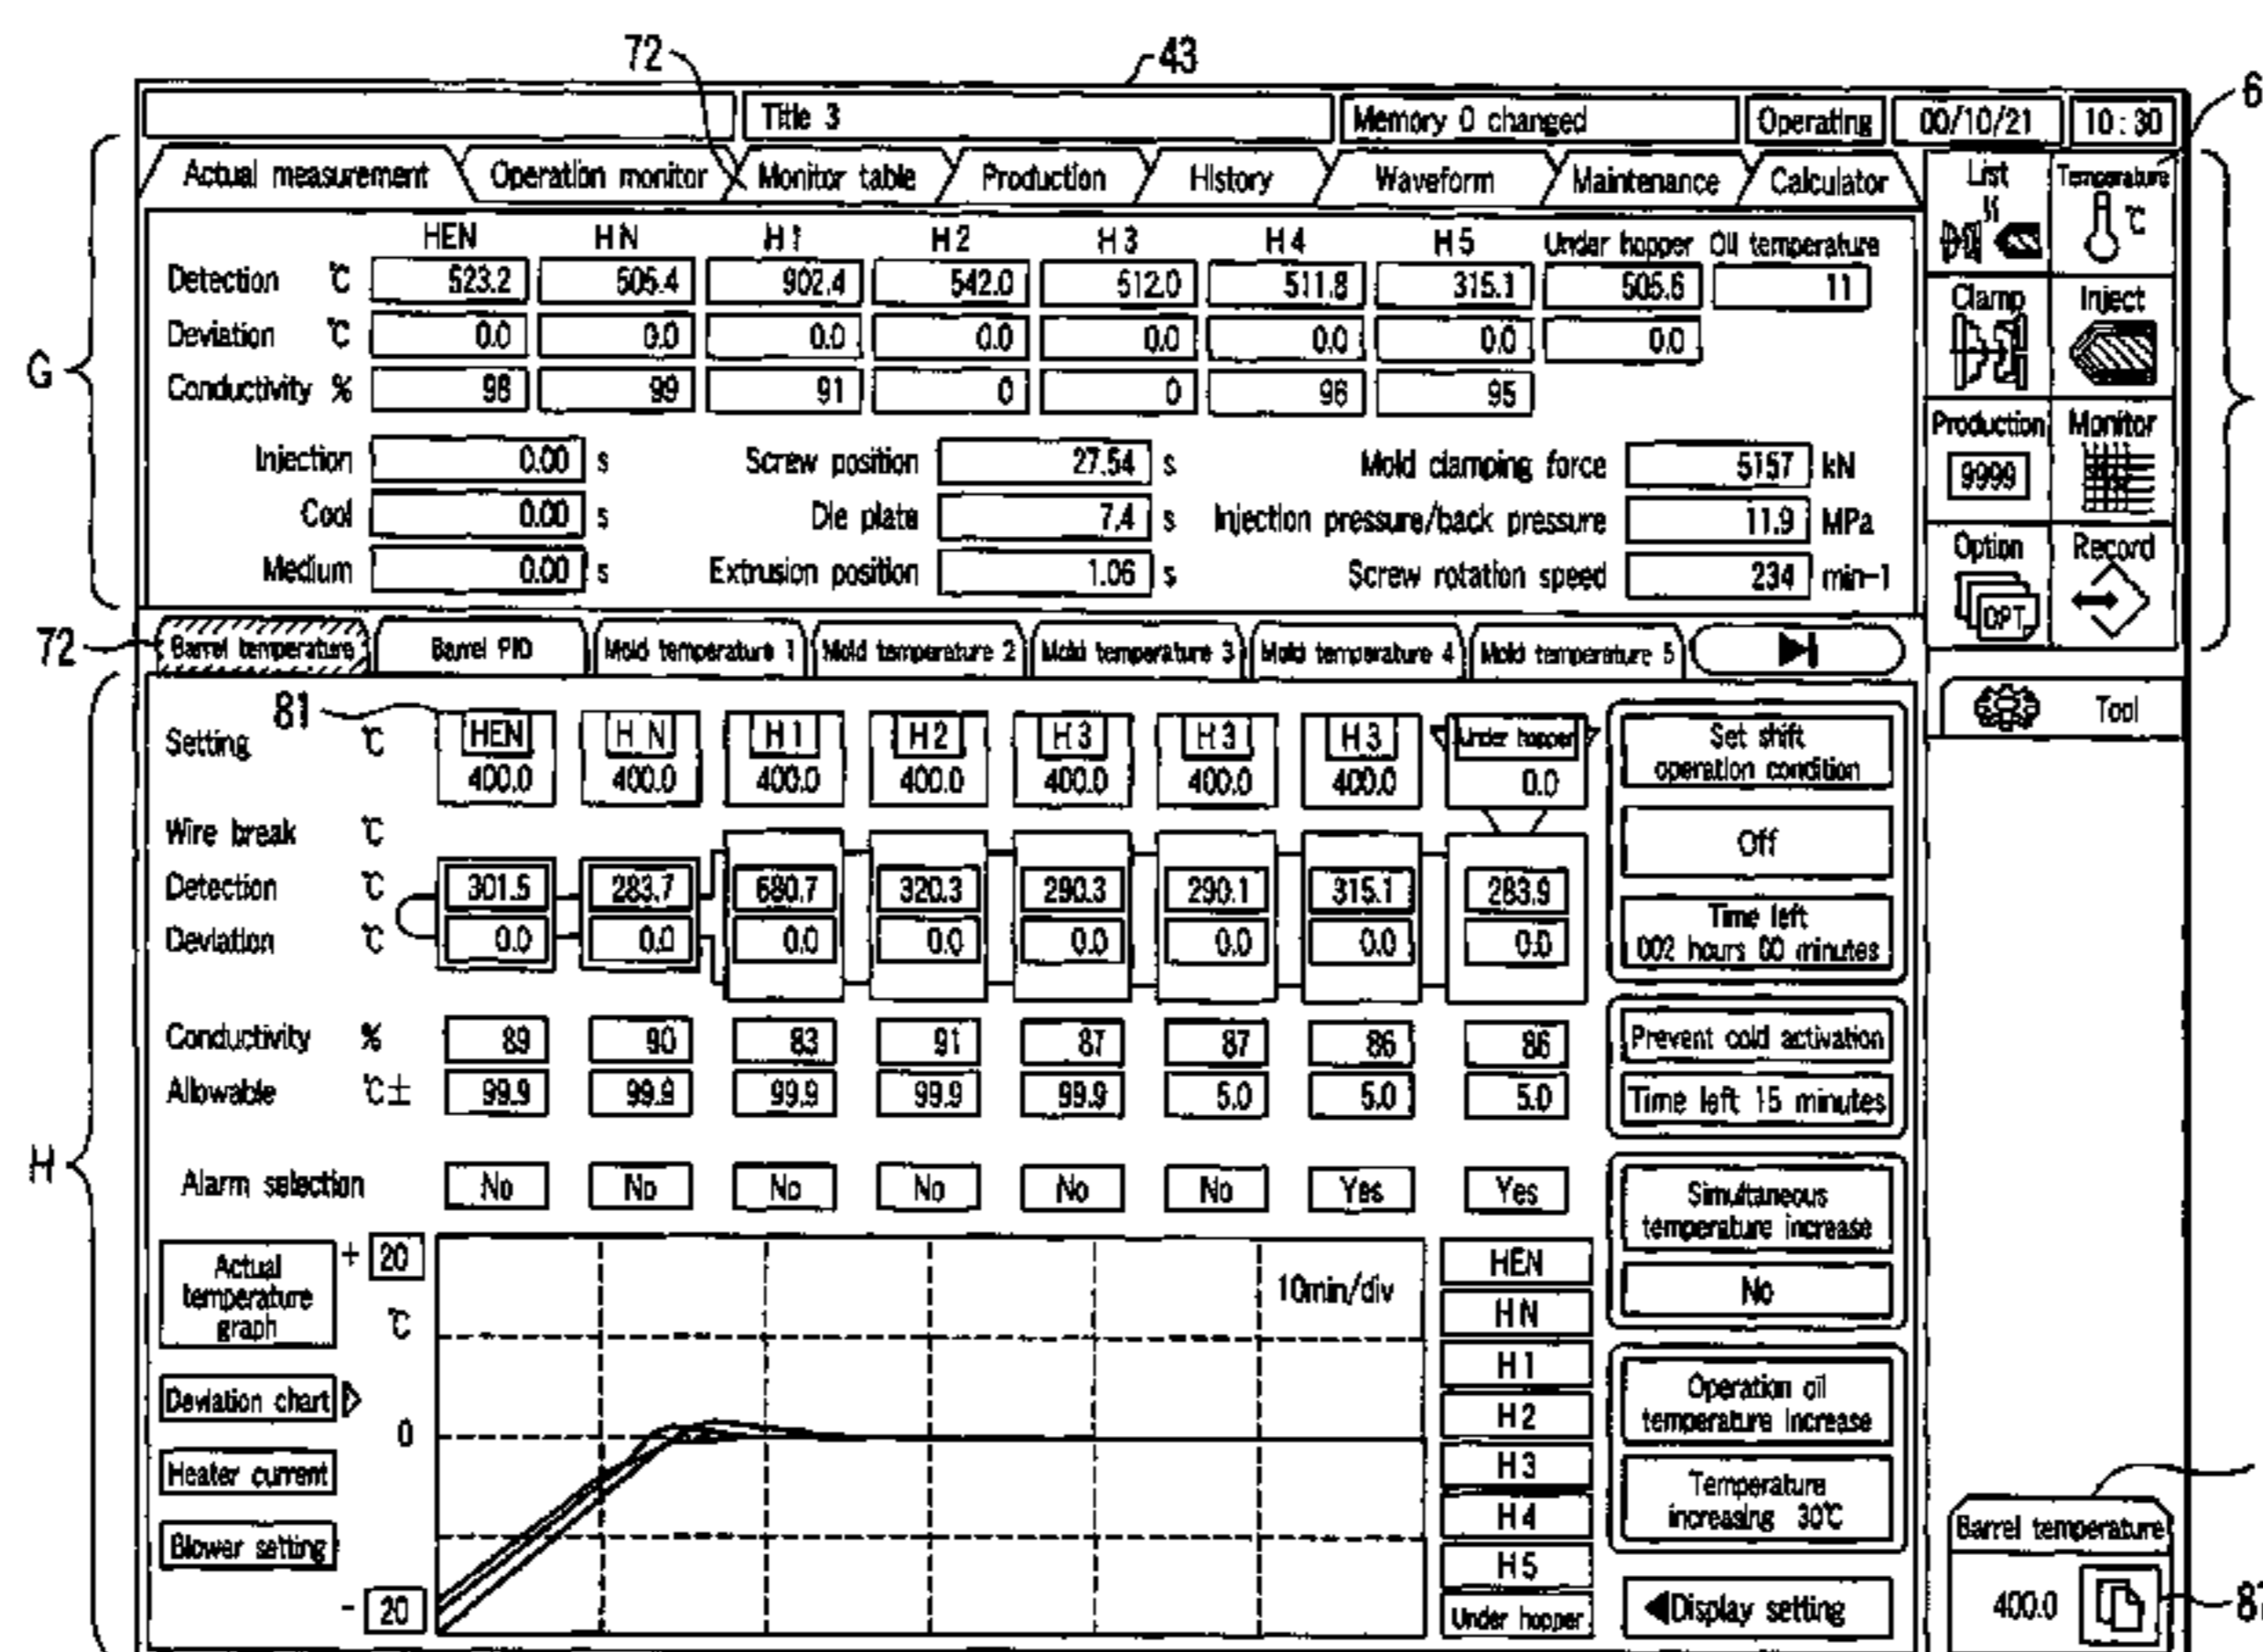 72 43
Title 3 Memory 0 changed Operating 00/10/21 10:30 6
Actual measurement Operation monitor 72 Monitor table Production History Waveform Maintenance Calculator
List Temperature ℃
HEN HN H1 H2 H3 H4 H5 Under hopper Oil temperature
Detection ℃ 523.2 505.4 902.4 542.0 512.0 511.8 315.1 505.6 11
Clamp Inject
Deviation ℃ 0.0 0.0 0.0 0.0 0.0 0.0 0.0 0.0
G
Conductivity % 98 99 91 0 0 96 95
Production Monitor
Injection 0.00 s Screw position 27.54 s Mold clamping force 5157 kN
9999
Cool 0.00 s Die plate 7.4 s Injection pressure/back pressure 11.9 MPa
Option Record
Medium 0.00 s Extrusion position 1.06 s Screw rotation speed 234 min-1
OPT
72 Barrel temperature Barrel PID Mold temperature 1 Mold temperature 2 Mold temperature 3 Mold temperature 4 Mold temperature 5
Tool
81
Setting ℃ HEN HN H1 H2 H3 H3 H3 Under hopper
400.0 400.0 400.0 400.0 400.0 400.0 400.0 0.0
Set shift
operation condition
Wire break ℃
Off
Detection ℃ 301.5 283.7 680.7 320.3 290.3 290.1 315.1 283.9
Deviation ℃ 0.0 0.0 0.0 0.0 0.0 0.0 0.0 0.0
Time left
002 hours 00 minutes
Conductivity % 89 90 83 91 87 87 86 86
Prevent cold activation
Allowable ℃± 99.9 99.9 99.9 99.9 99.9 5.0 5.0 5.0
Time left 15 minutes
H
Alarm selection No No No No No No Yes Yes
Simultaneous
temperature increase
No
Actual
temperature
graph
+ 20
℃
10min/div
HEN
HN
H1
H2
H3
H4
H5
Under hopper
Deviation chart
0
Heater current
Blower setting
- 20
Operation oil
temperature increase
Temperature
increasing 30℃
Display setting
Barrel temperature
400.0